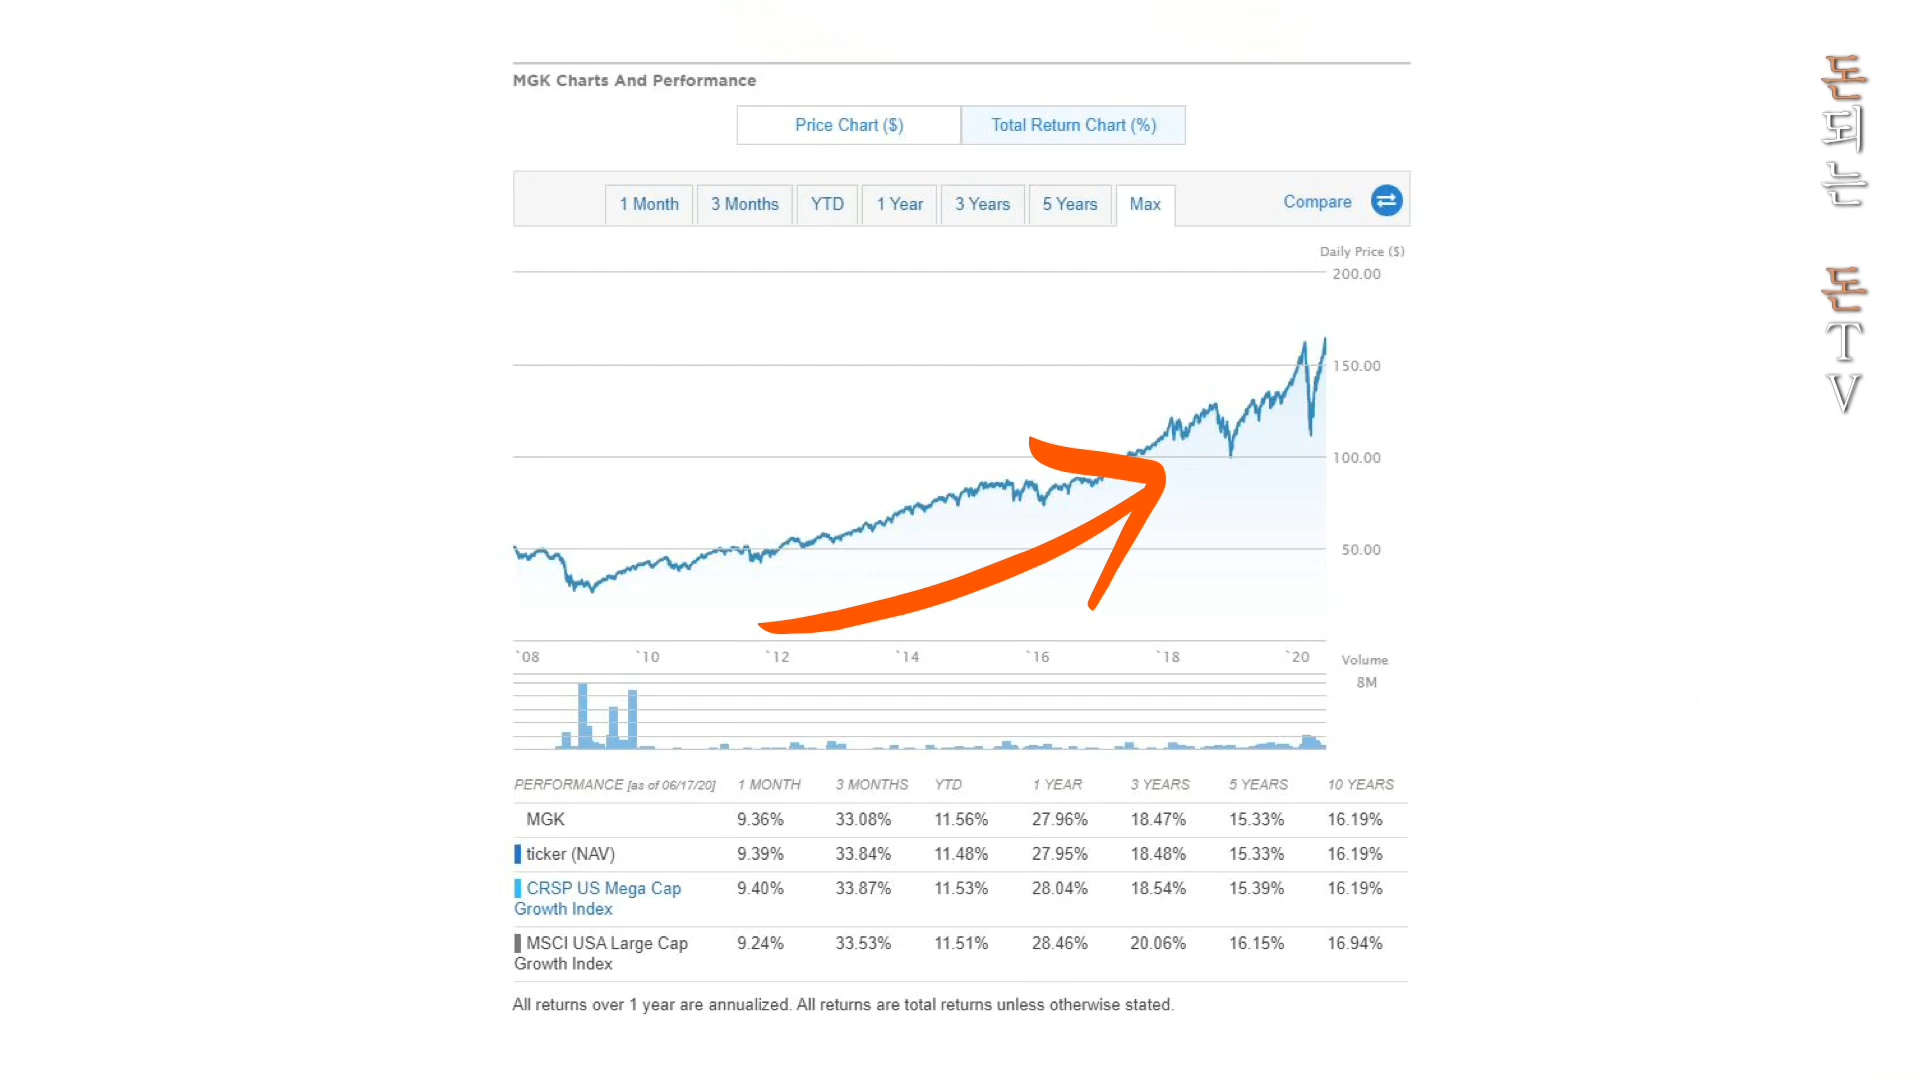 MGK Charts And Performance
Price Chart ($) Total Return Chart (%)
1 Month 3 Months YTD 1 Year 3 Years 5 Years Max Compare
Daily Price ($)
200.00
150.00
100.00
50.00
`08 `10 `12 `14 `16 `18 `20
Volume
8M
PERFORMANCE [as of 06/17/20] 1 MONTH 3 MONTHS YTD 1 YEAR 3 YEARS 5 YEARS 10 YEARS
MGK 9.36% 33.08% 11.56% 27.96% 18.47% 15.33% 16.19%
ticker (NAV) 9.39% 33.84% 11.48% 27.95% 18.48% 15.33% 16.19%
CRSP US Mega Cap 9.40% 33.87% 11.53% 28.04% 18.54% 15.39% 16.19%
Growth Index
MSCI USA Large Cap 9.24% 33.53% 11.51% 28.46% 20.06% 16.15% 16.94%
Growth Index
All returns over 1 year are annualized. All returns are total returns unless otherwise stated.
돈되는 돈TV